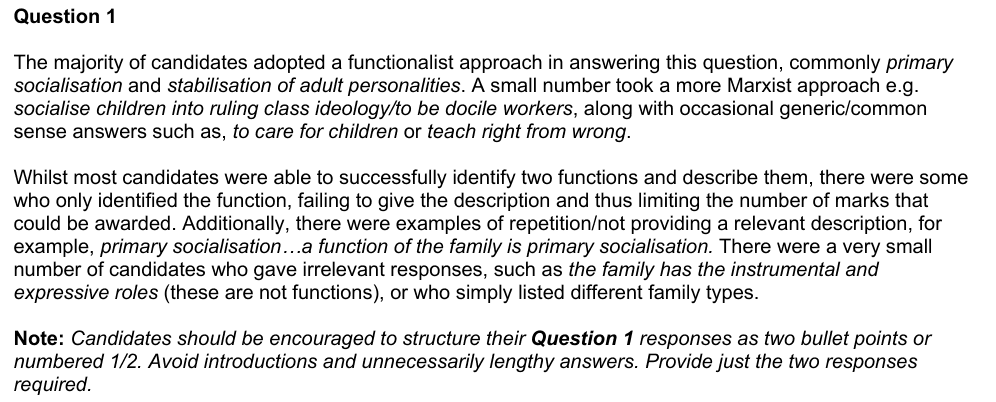 Question 1
The majority of candidates adopted a functionalist approach in answering this question, commonly primary
socialisation and stabilisation of adult personalities. A small number took a more Marxist approach e.g.
socialise children into ruling class ideology/to be docile workers, along with occasional generic/common
sense answers such as, to care for children or teach right from wrong.
Whilst most candidates were able to successfully identify two functions and describe them, there were some
who only identified the function, failing to give the description and thus limiting the number of marks that
could be awarded. Additionally, there were examples of repetition/not providing a relevant description, for
example, primary socialisation…a function of the family is primary socialisation. There were a very small
number of candidates who gave irrelevant responses, such as the family has the instrumental and
expressive roles (these are not functions), or who simply listed different family types.
Note: Candidates should be encouraged to structure their Question 1 responses as two bullet points or
numbered 1/2. Avoid introductions and unnecessarily lengthy answers. Provide just the two responses
required.